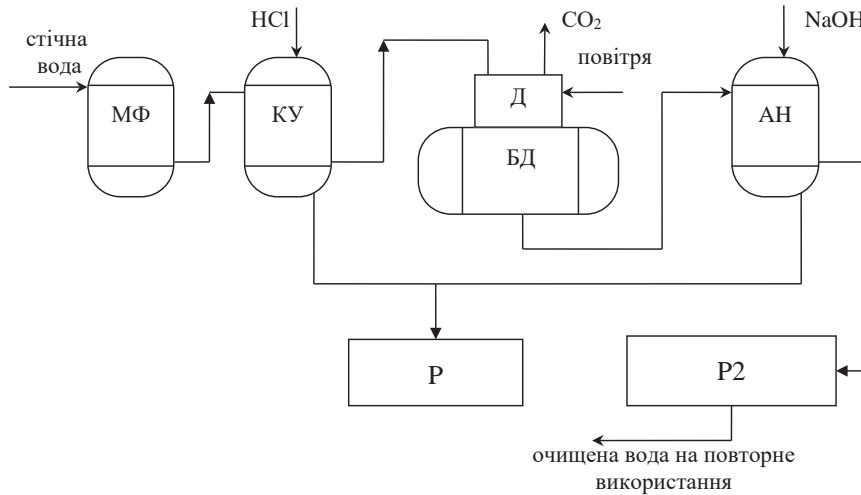 стічна
вода
HCl
CO₂
повітря
NaOH
МФ
КУ
Д
БД
АН
Р
Р2
очищена вода на повторне
використання